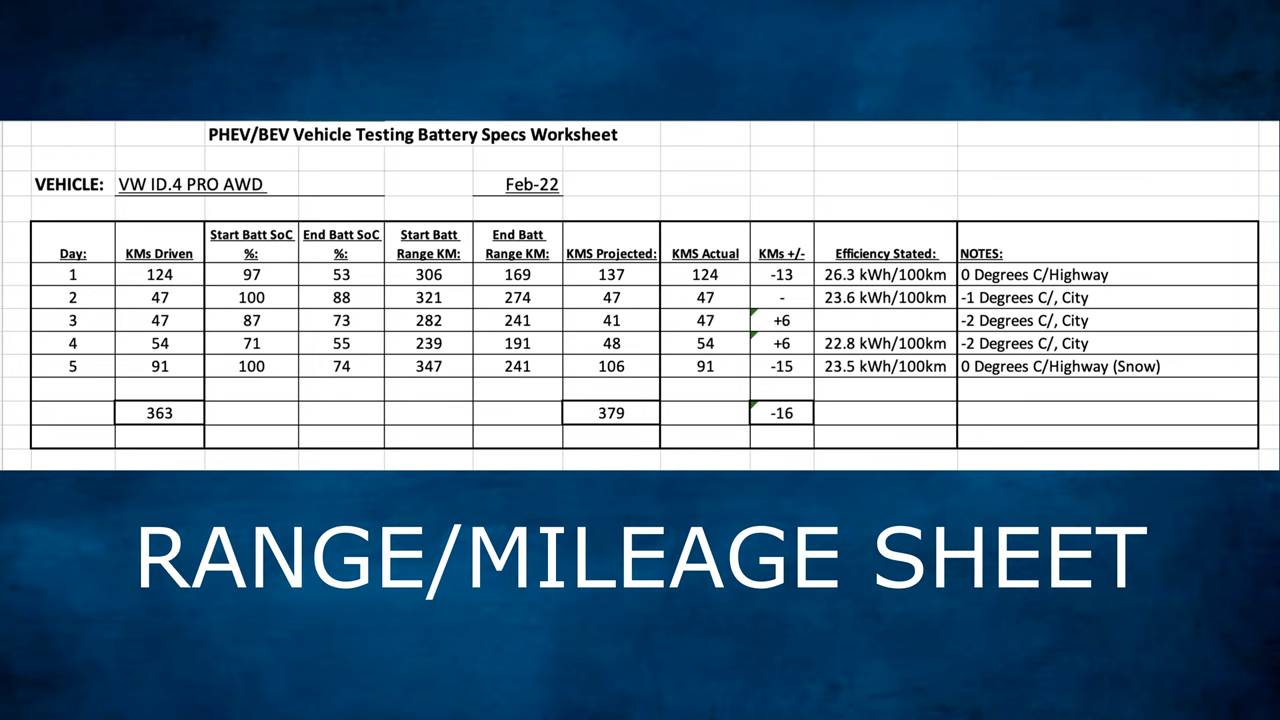 PHEV/BEV Vehicle Testing Battery Specs Worksheet
VEHICLE: VW ID.4 PRO AWD Feb-22
Day: KMs Driven Start Batt SoC %: End Batt SoC %: Start Batt Range KM: End Batt Range KM: KMS Projected: KMS Actual KMs +/- Efficiency Stated: NOTES:
1 124 97 53 306 169 137 124 -13 26.3 kWh/100km 0 Degrees C/Highway
2 47 100 88 321 274 47 47 - 23.6 kWh/100km -1 Degrees C/, City
3 47 87 73 282 241 41 47 +6 -2 Degrees C/, City
4 54 71 55 239 191 48 54 +6 22.8 kWh/100km -2 Degrees C/, City
5 91 100 74 347 241 106 91 -15 23.5 kWh/100km 0 Degrees C/Highway (Snow)
363 379 -16
RANGE/MILEAGE SHEET